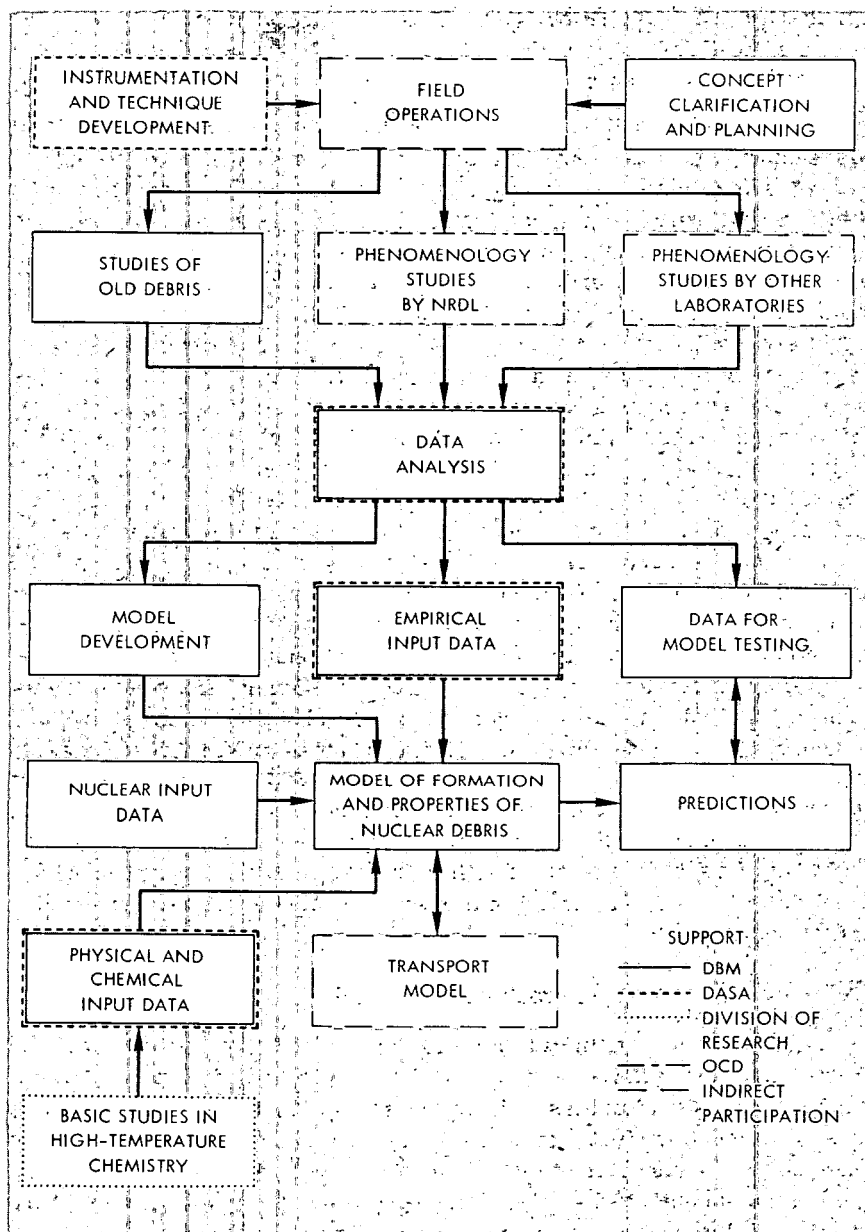 INSTRUMENTATION
AND TECHNIQUE
DEVELOPMENT
FIELD
OPERATIONS
CONCEPT
CLARIFICATION
AND PLANNING
STUDIES OF
OLD DEBRIS
PHENOMENOLOGY
STUDIES
BY NRDL
PHENOMENOLOGY
STUDIES BY OTHER
LABORATORIES
DATA
ANALYSIS
MODEL
DEVELOPMENT
EMPIRICAL
INPUT DATA
DATA FOR
MODEL TESTING
NUCLEAR INPUT
DATA
MODEL OF FORMATION
AND PROPERTIES OF
NUCLEAR DEBRIS
PREDICTIONS
PHYSICAL AND
CHEMICAL
INPUT DATA
TRANSPORT
MODEL
BASIC STUDIES IN
HIGH-TEMPERATURE
CHEMISTRY
SUPPORT
DBM
DASA
DIVISION OF
RESEARCH
OCD
INDIRECT
PARTICIPATION